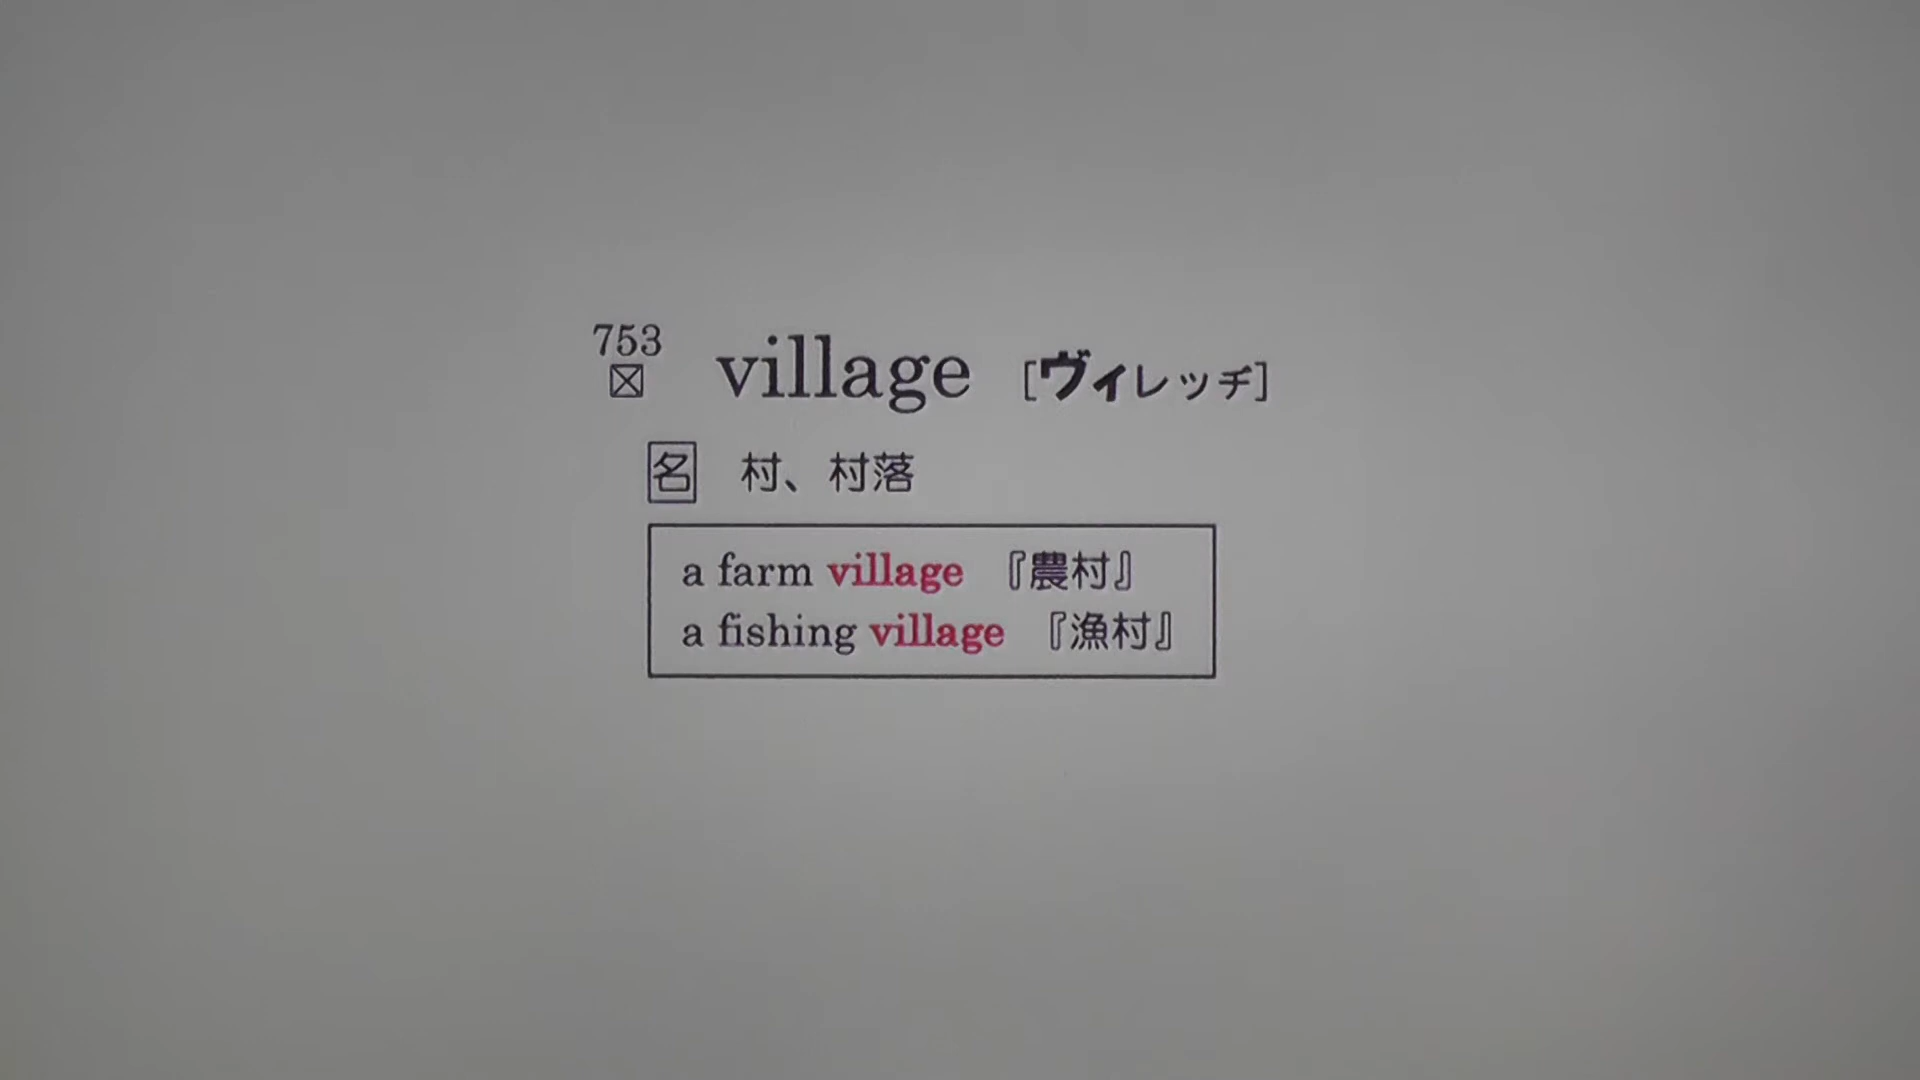 753
☒ village [ヴィレッヂ]
名 村、村落
a farm village 『農村』
a fishing village 『漁村』